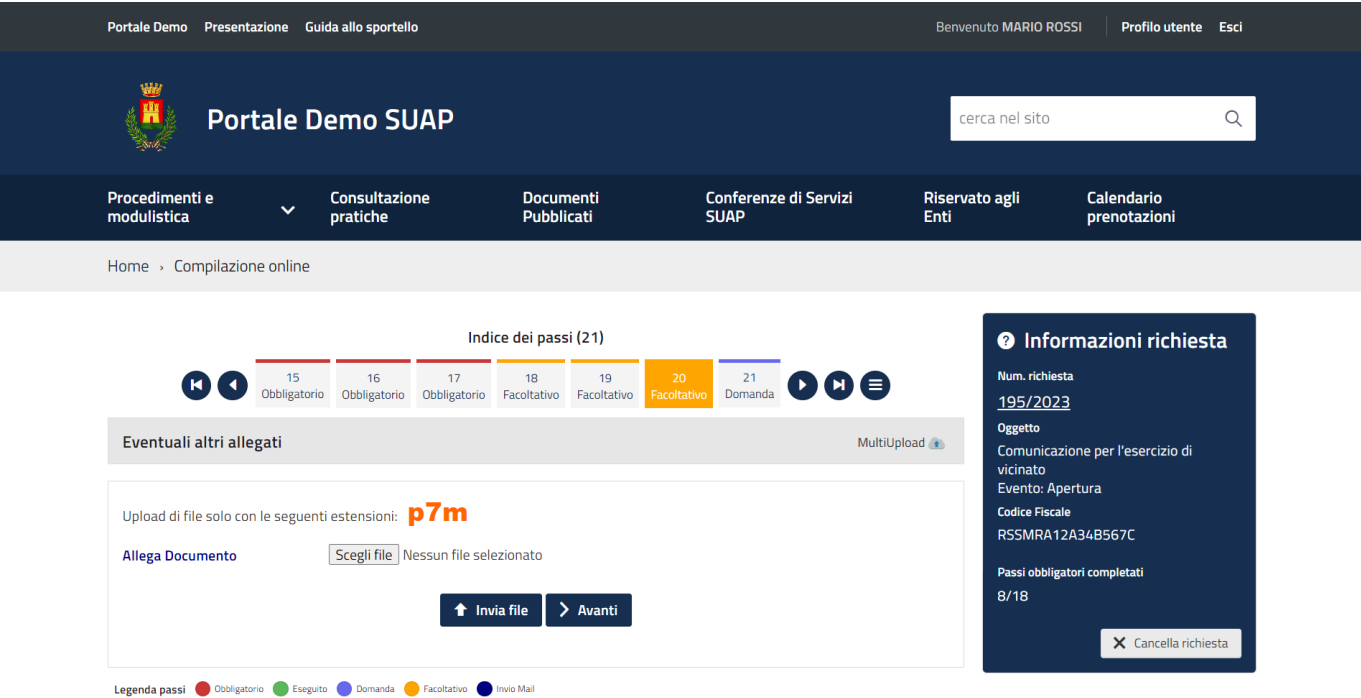 Portale Demo Presentazione Guida allo sportello Benvenuto MARIO ROSSI Profilo utente Esci
Portale Demo SUAP
cerca nel sito
Procedimenti e modulistica
Consultazione pratiche
Documenti Pubblicati
Conferenze di Servizi SUAP
Riservato agli Enti
Calendario prenotazioni
Home › Compilazione online
Indice dei passi (21)
15 Obbligatorio
16 Obbligatorio
17 Obbligatorio
18 Facoltativo
19 Facoltativo
20 Facoltativo
21 Domanda
Eventuali altri allegati MultiUpload
Upload di file solo con le seguenti estensioni: p7m
Allega Documento Scegli file Nessun file selezionato
Invia file Avanti
Legenda passi Obbligatorio Eseguito Domanda Facoltativo Invio Mail
? Informazioni richiesta
Num. richiesta
195/2023
Oggetto
Comunicazione per l'esercizio di
vicinato
Evento: Apertura
Codice Fiscale
RSSMRA12A34B567C
Passi obbligatori completati
8/18
Cancella richiesta